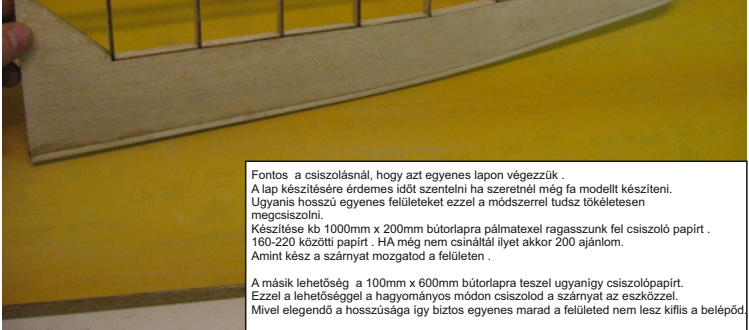 Fontos a csiszolásnál, hogy azt egyenes lapon végezzük .
A lap készítésére érdemes időt szentelni ha szeretnél még fa modellt készíteni.
Ugyanis hosszú egyenes felületeket ezzel a módszerrel tudsz tökéletesen
megcsiszolni.
Készítése kb 1000mm x 200mm bútorlapra pálmatexel ragasszunk fel csiszoló papírt .
160-220 közötti papírt . HA még nem csináltál ilyet akkor 200 ajánlom.
Amint kész a szárnyat mozgatod a felületen .
A másik lehetőség a 100mm x 600mm bútorlapra teszel ugyanígy csiszolópapírt.
Ezzel a lehetőséggel a hagyományos módon csiszolod a szárnyat az eszközzel.
Mivel elegendő a hosszúsága így biztos egyenes marad a felületed nem lesz kiflis a belépőd